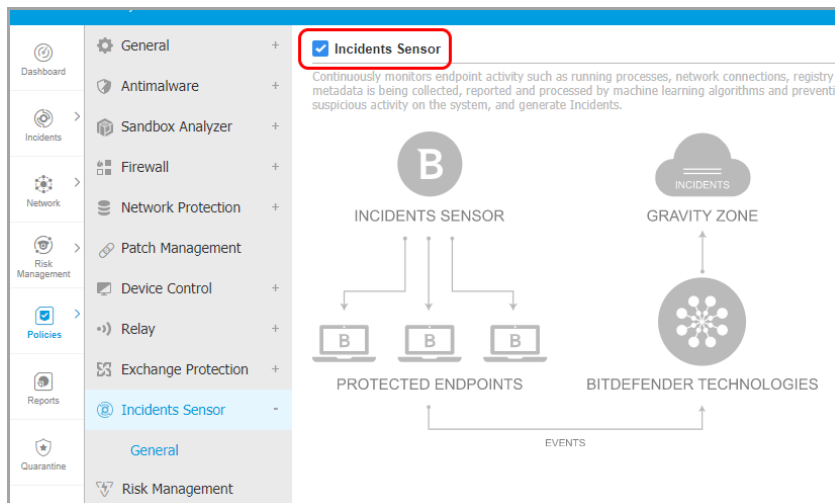 Dashboard
Incidents
Network
Risk
Management
Policies
Reports
Quarantine
General
Antimalware
Sandbox Analyzer
Firewall
Network Protection
Patch Management
Device Control
Relay
Exchange Protection
Incidents Sensor
General
Risk Management
Incidents Sensor
Continuously monitors endpoint activity such as running processes, network connections, registry
metadata is being collected, reported and processed by machine learning algorithms and preventi
suspicious activity on the system, and generate Incidents.
B
INCIDENTS
INCIDENTS SENSOR
GRAVITY ZONE
B B B
PROTECTED ENDPOINTS
BITDEFENDER TECHNOLOGIES
EVENTS